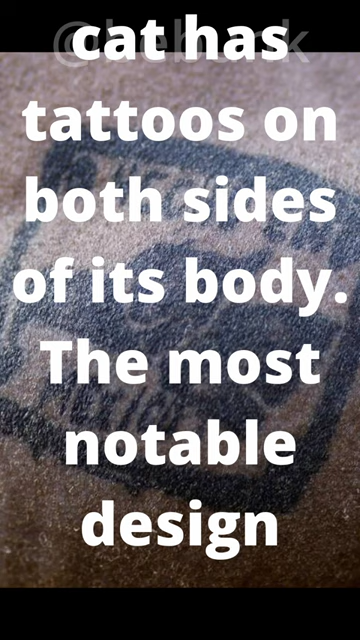 cat has
tattoos on
both sides
of its body.
The most
notable
design